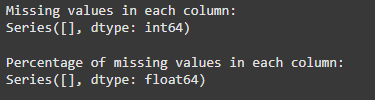 Missing values in each column:
Series([], dtype: int64)
Percentage of missing values in each column:
Series([], dtype: float64)